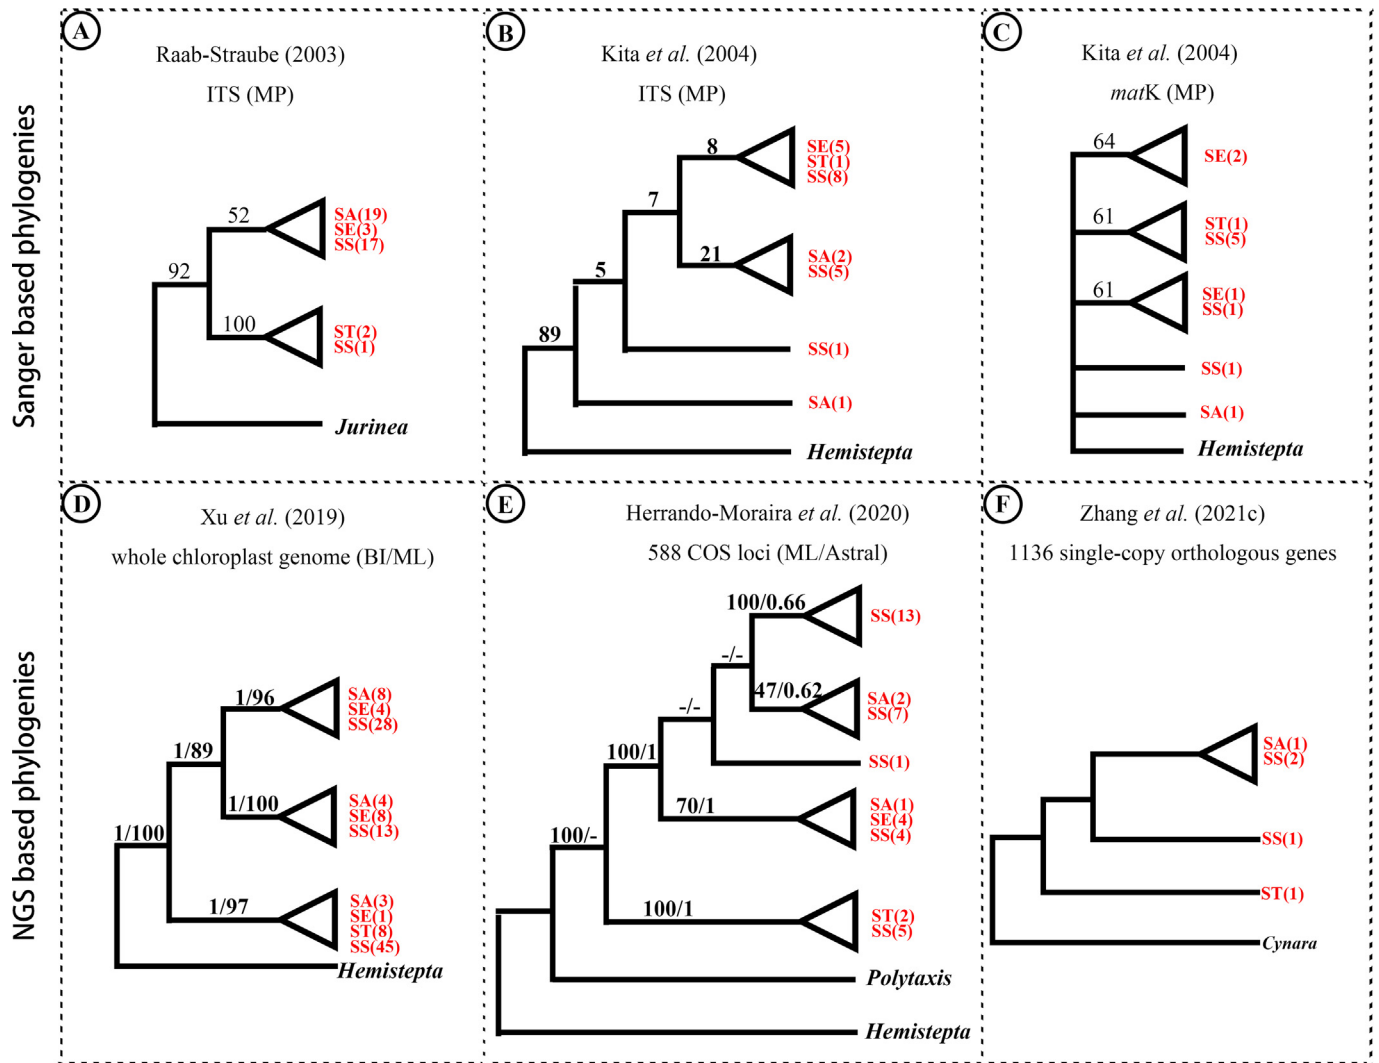 Sanger based phylogenies
A
Raab-Straube (2003)
ITS (MP)
52
SA(19)
SE(3)
SS(17)
92
100
ST(2)
SS(1)
Jurinea
B
Kita et al. (2004)
ITS (MP)
8
SE(5)
ST(1)
SS(8)
7
21
SA(2)
SS(5)
5
SS(1)
89
SA(1)
Hemistepta
C
Kita et al. (2004)
matK (MP)
64
SE(2)
61
ST(1)
SS(5)
61
SE(1)
SS(1)
SS(1)
SA(1)
Hemistepta
NGS based phylogenies
D
Xu et al. (2019)
whole chloroplast genome (BI/ML)
1/96
SA(8)
SE(4)
SS(28)
1/89
1/100
SA(4)
SE(8)
SS(13)
1/100
1/97
SA(3)
SE(1)
ST(8)
SS(45)
Hemistepta
E
Herrando-Moraira et al. (2020)
588 COS loci (ML/Astral)
100/0.66
SS(13)
-/-
47/0.62
SA(2)
SS(7)
-/-
SS(1)
100/1
70/1
SA(1)
SE(4)
SS(4)
100/-
100/1
ST(2)
SS(5)
Polytaxis
Hemistepta
F
Zhang et al. (2021c)
1136 single-copy orthologous genes
SA(1)
SS(2)
SS(1)
ST(1)
Cynara